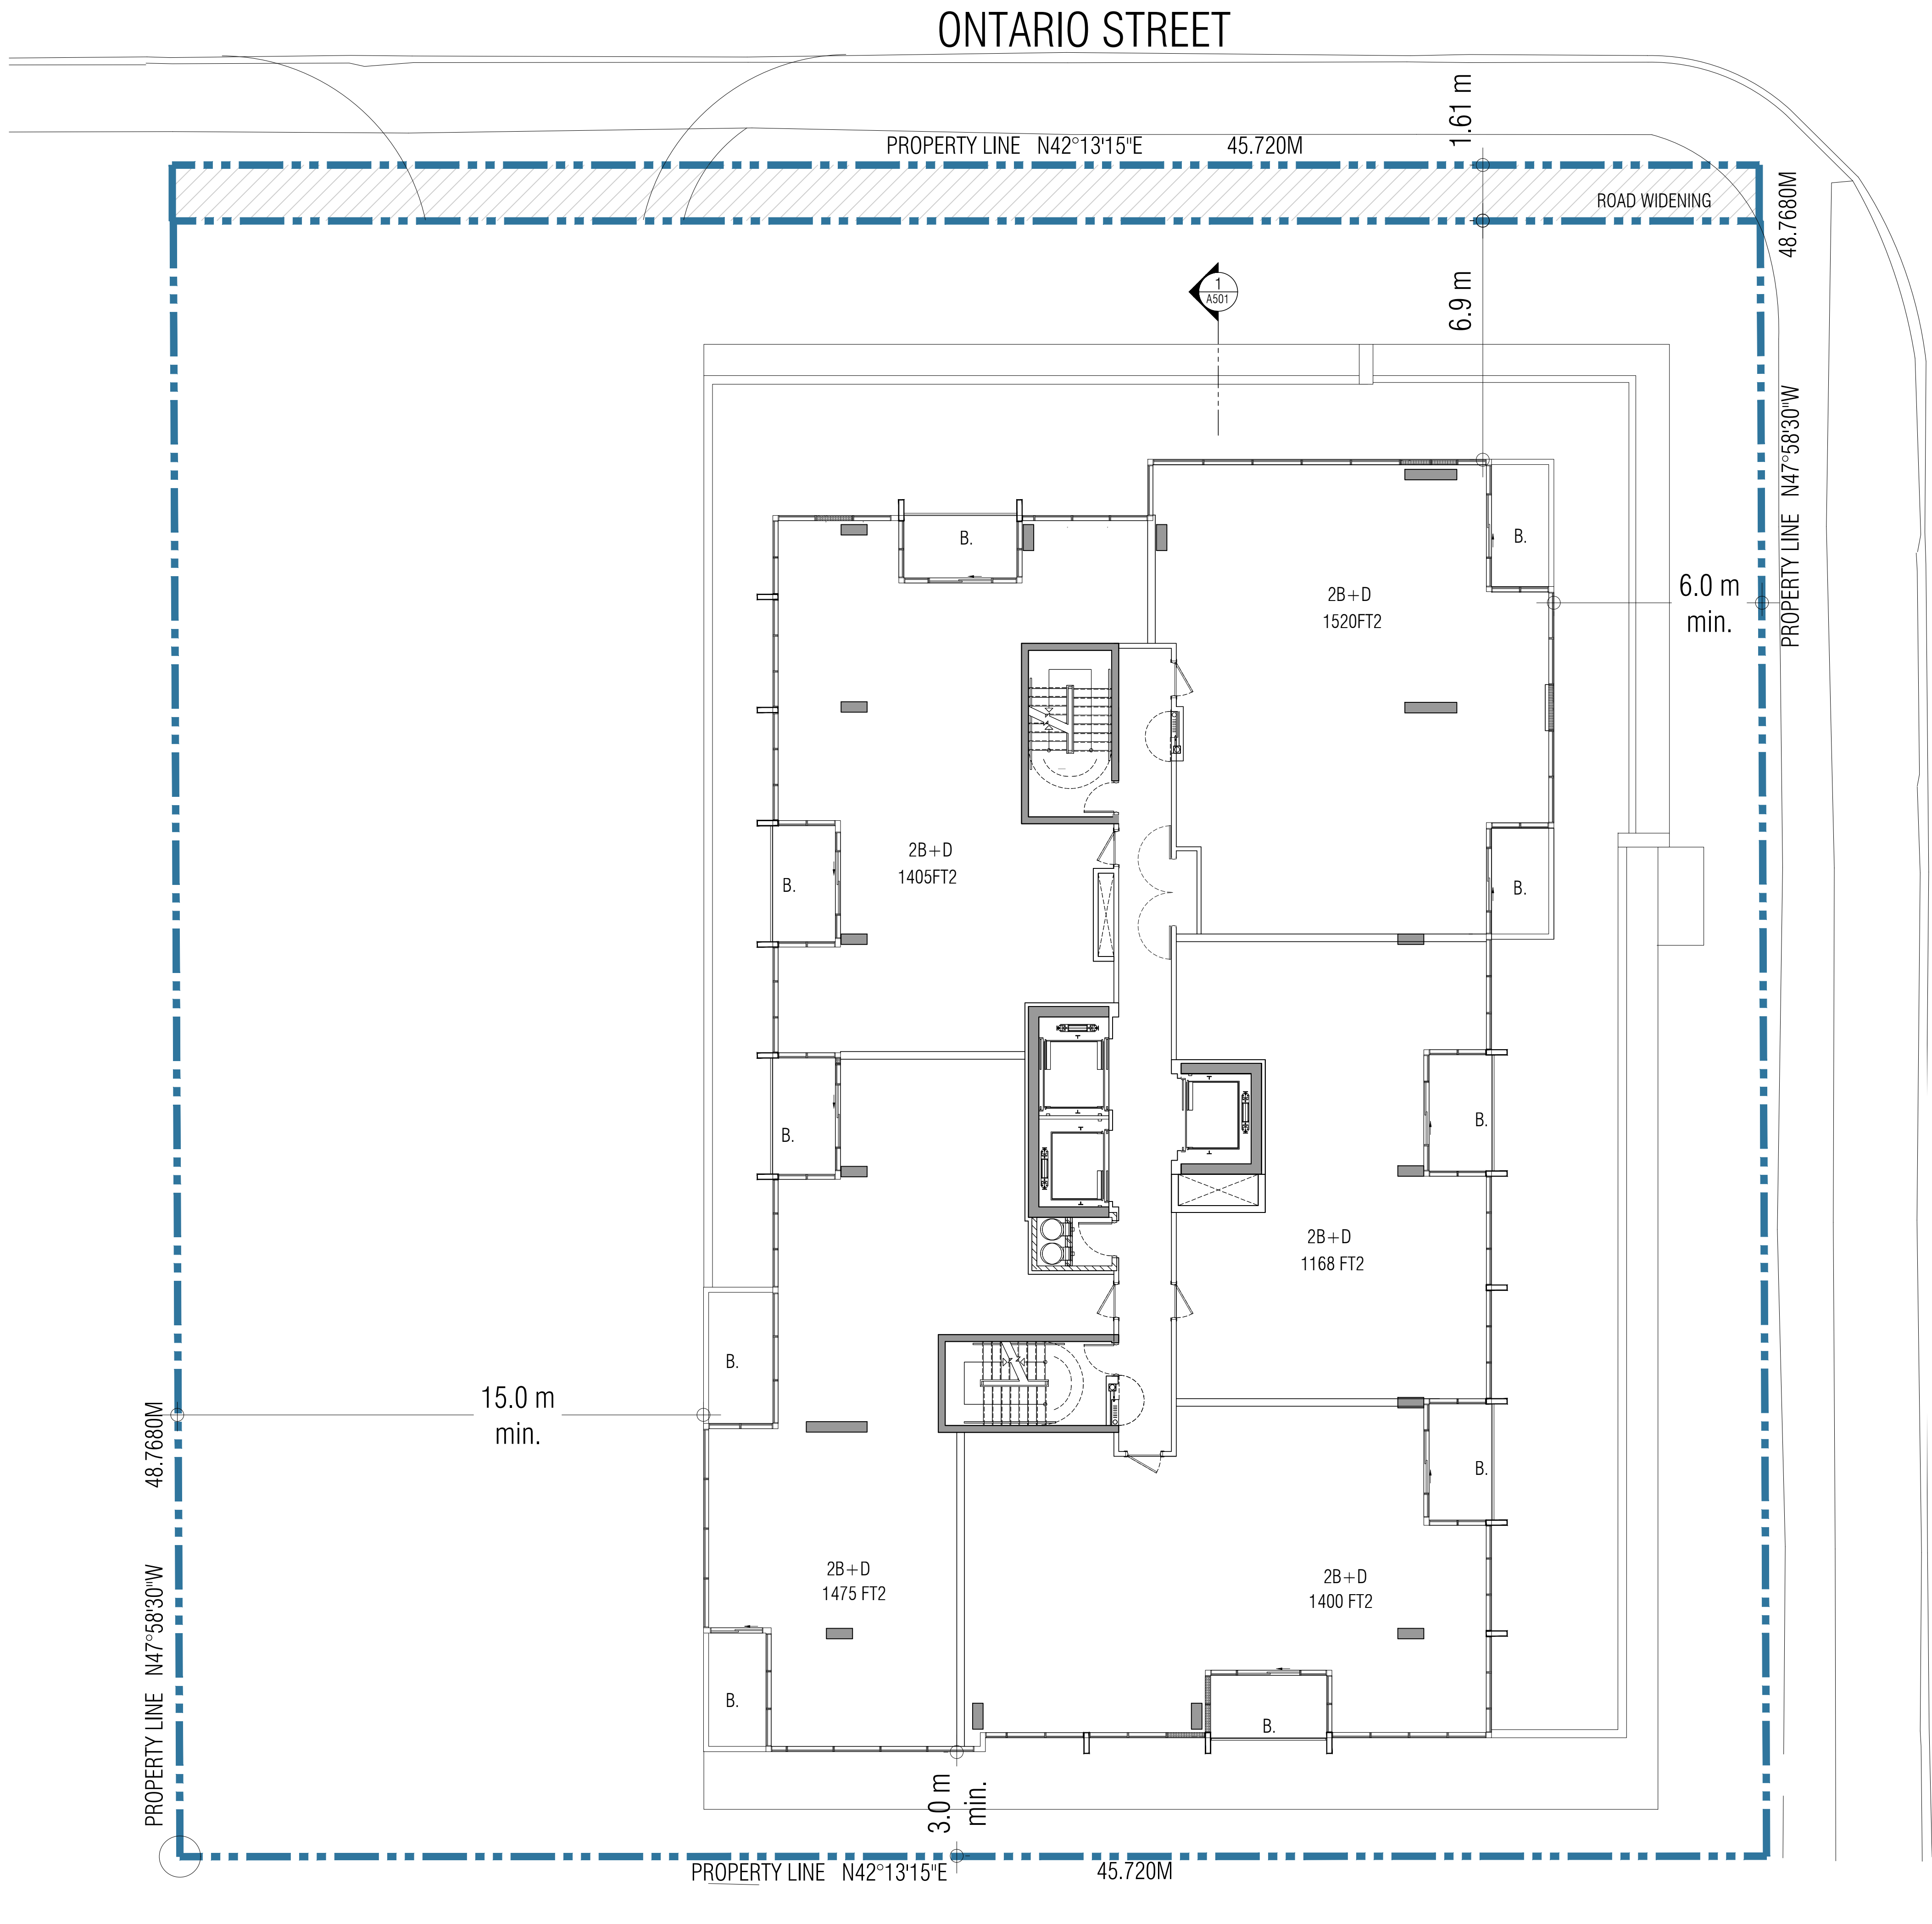 ONTARIO STREET
11.61 m
PROPERTY LINE N42°13'15"E 45.720M
ROAD WIDENING
48.7680M
1
A501
6.9 m
PROPERTY LINE N47°58'30"W
B.
B.
2B+D
1520FT2
6.0 m
min.
2B+D
1405FT2
B.
B.
B.
B.
2B+D
1168 FT2
B.
15.0 m
min.
48.7680M
B.
PROPERTY LINE N47°58'30"W
2B+D
1475 FT2
2B+D
1400 FT2
B.
B.
3.0 m
min.
PROPERTY LINE N42°13'15"E 45.720M